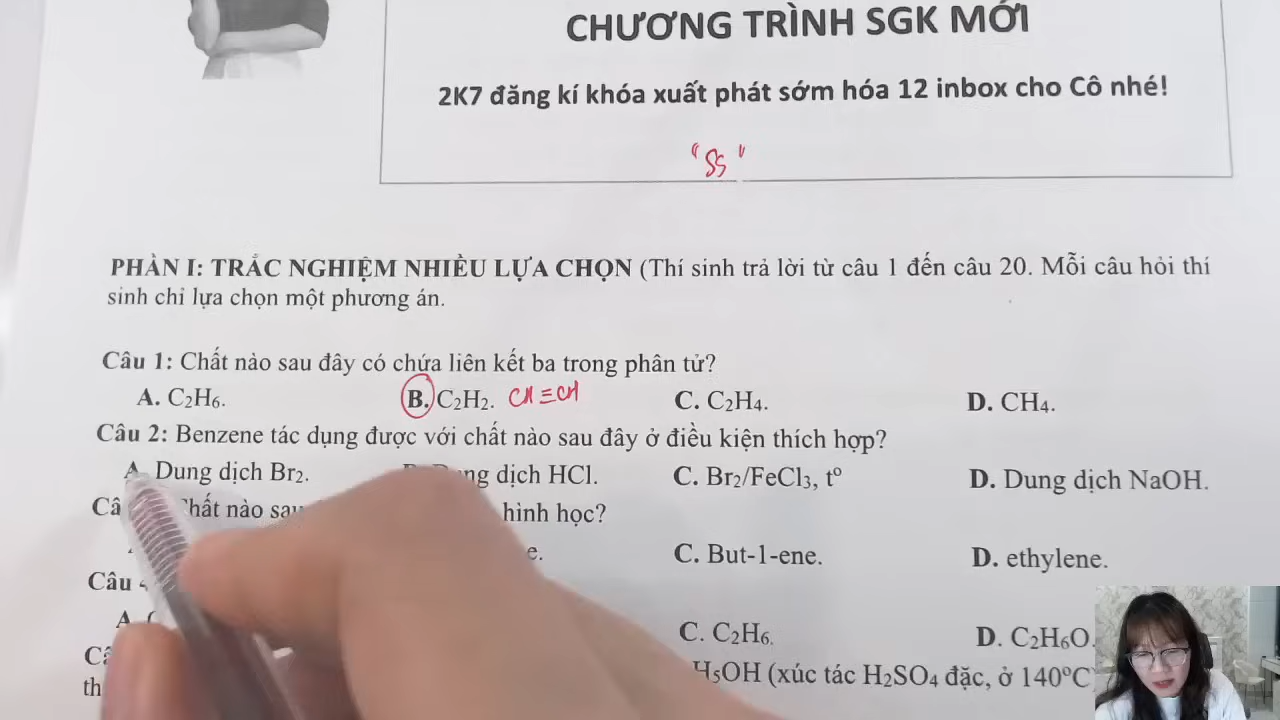 CHƯƠNG TRÌNH SGK MỚI
2K7 đăng kí khóa xuất phát sớm hóa 12 inbox cho Cô nhé!
"SS"
PHẦN I: TRẮC NGHIỆM NHIỀU LỰA CHỌN (Thí sinh trả lời từ câu 1 đến câu 20. Mỗi câu hỏi thí
sinh chỉ lựa chọn một phương án.
Câu 1: Chất nào sau đây có chứa liên kết ba trong phân tử?
A. C2H6. B. C2H2. CH≡CH C. C2H4. D. CH4.
Câu 2: Benzene tác dụng được với chất nào sau đây ở điều kiện thích hợp?
A. Dung dịch Br2. dịch HCl. C. Br2/FeCl3, t° D. Dung dịch NaOH.
Chất nào sau hình học?
C. But-1-ene. D. ethylene.
Câu
A. C. C2H6. D. C2H6O.
H5OH (xúc tác H2SO4 đặc, ở 140°C
th